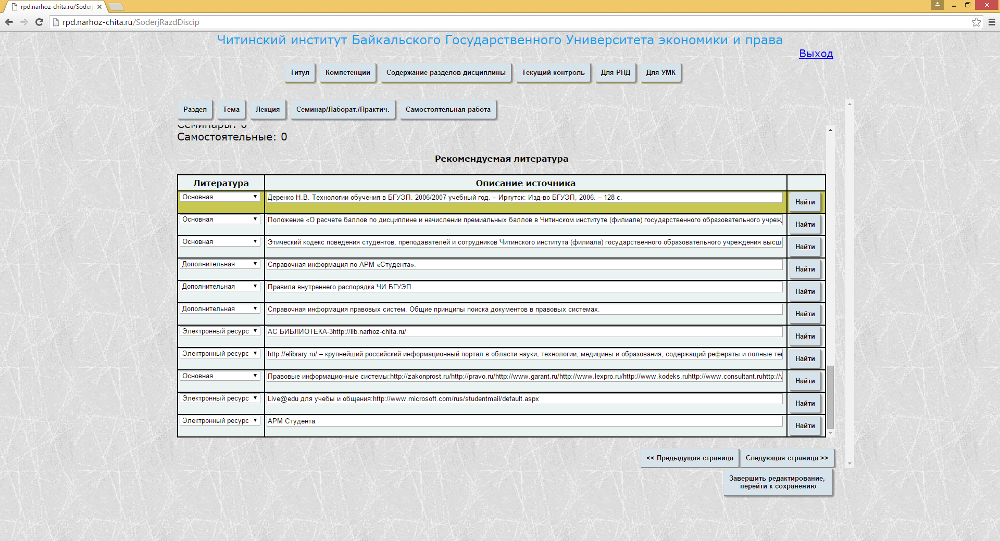 rpd.narhoz-chita.ru/Soderj
rpd.narhoz-chita.ru/SoderjRazdDiscip
Читинский институт Байкальского Государственного Университета экономики и права
Выход
Титул Компетенции Содержание разделов дисциплины Текущий контроль Для РПД Для УМК
Раздел Тема Лекция Семинар/Лаборат./Практич. Самостоятельная работа
Семинары: 0
Самостоятельные: 0
Рекомендуемая литература
Литература Описание источника
Основная Деренко Н.В. Технологии обучения в БГУЭП. 2006/2007 учебный год. – Иркутск: Изд-во БГУЭП, 2006. – 128 с. Найти
Основная Положение «О расчете баллов по дисциплине и начислении премиальных баллов в Читинском институте (филиале) государственного образовательного учреж Найти
Основная Этический кодекс поведения студентов, преподавателей и сотрудников Читинского института (филиала) государственного образовательного учреждения высш Найти
Дополнительная Справочная информация по АРМ «Студента». Найти
Дополнительная Правила внутреннего распорядка ЧИ БГУЭП. Найти
Дополнительная Справочная информация правовых систем. Общие принципы поиска документов в правовых системах. Найти
Электронный ресурс АС БИБЛИОТЕКА-3http://lib.narhoz-chita.ru/ Найти
Электронный ресурс http://elibrary.ru/ – крупнейший российский информационный портал в области науки, технологии, медицины и образования, содержащий рефераты и полные те Найти
Основная Правовые информационные системы:http://zakonprost.ru/http://pravo.ru/http://www.garant.ru/http://www.lexpro.ru/http://www.kodeks.ruhttp://www.consultant.ruhttp:// Найти
Электронный ресурс Live@edu для учебы и общения:http://www.microsoft.com/rus/studentmail/default.aspx Найти
Электронный ресурс АРМ Студента Найти
<< Предыдущая страница Следующая страница >>
Завершить редактирование,
перейти к сохранению